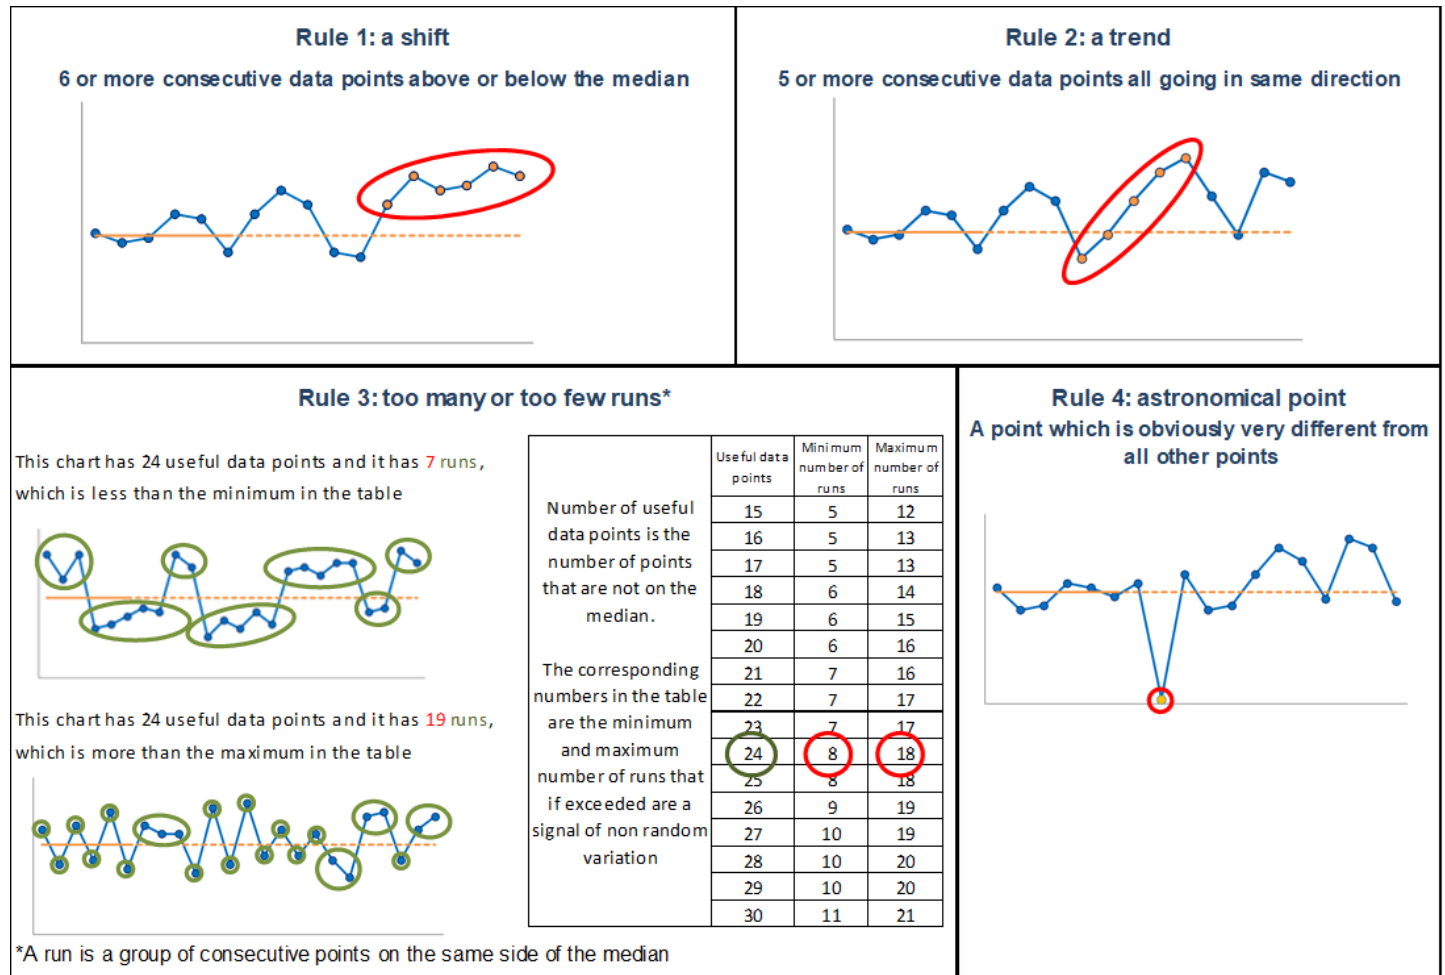 Rule 1: a shift
6 or more consecutive data points above or below the median
Rule 2: a trend
5 or more consecutive data points all going in same direction
Rule 3: too many or too few runs*
This chart has 24 useful data points and it has 7 runs,
which is less than the minimum in the table
This chart has 24 useful data points and it has 19 runs,
which is more than the maximum in the table
Number of useful
data points is the
number of points
that are not on the
median.
The corresponding
numbers in the table
are the minimum
and maximum
number of runs that
if exceeded are a
signal of non random
variation
Useful data
points
Minimum
number of
runs
Maximum
number of
runs
15 5 12
16 5 13
17 5 13
18 6 14
19 6 15
20 6 16
21 7 16
22 7 17
23 7 17
24 8 18
25 8 18
26 9 19
27 10 19
28 10 20
29 10 20
30 11 21
*A run is a group of consecutive points on the same side of the median
Rule 4: astronomical point
A point which is obviously very different from
all other points